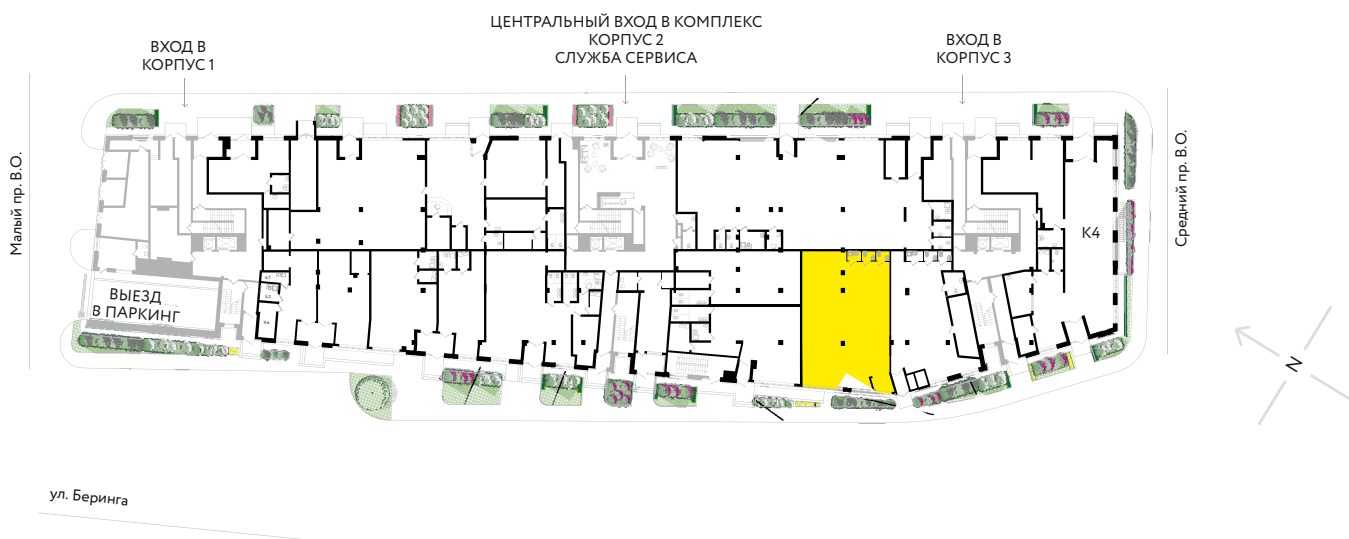 ЦЕНТРАЛЬНЫЙ ВХОД В КОМПЛЕКС
КОРПУС 2
СЛУЖБА СЕРВИСА
ВХОД В
КОРПУС 1
ВХОД В
КОРПУС 3
Малый пр. В.О.
Средний пр. В.О.
К4
ВЫЕЗД
В ПАРКИНГ
N
ул. Беринга